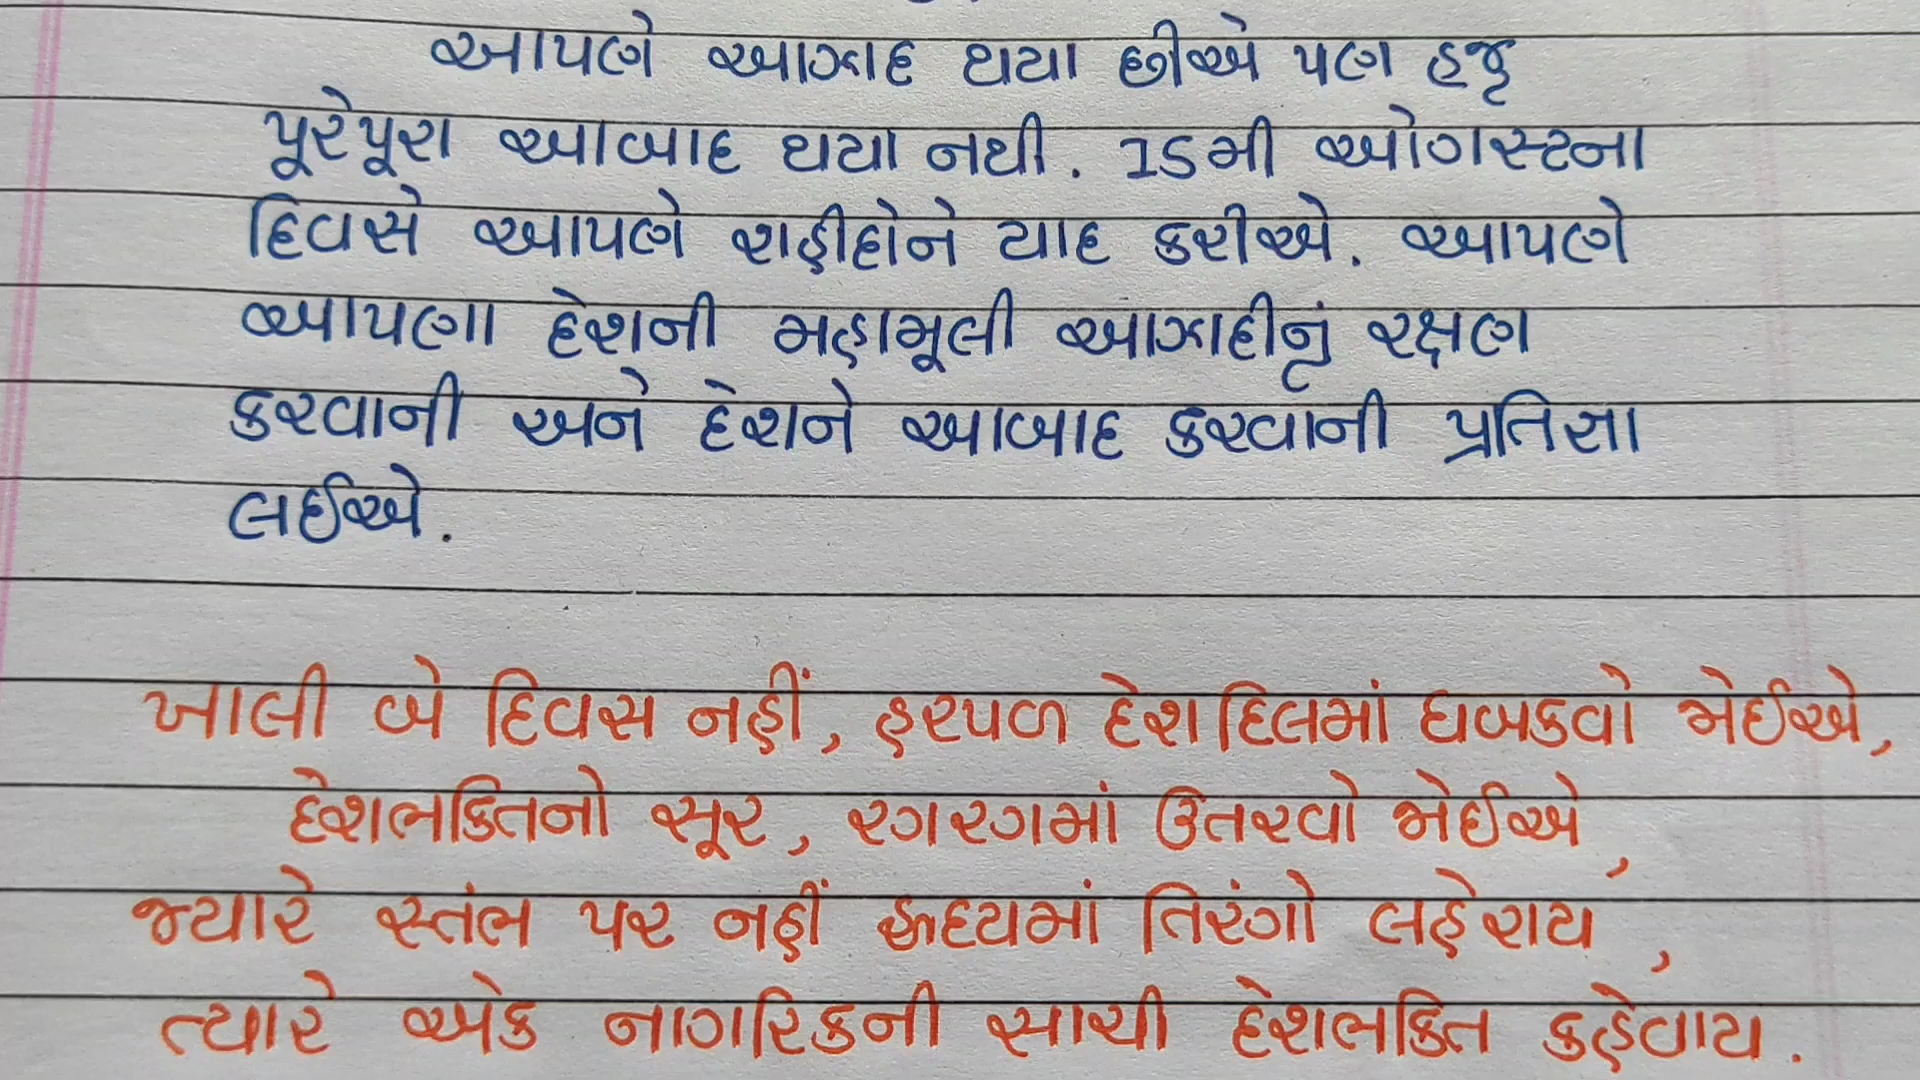 આપણે આઝાદ થયા છીએ પણ હજુ
પૂરેપૂરા આબાદ થયા નથી. 15મી ઓગસ્ટના
દિવસે આપણે શહીદોને યાદ કરીએ. આપણે
આપણા દેશની મહામૂલી આઝાદીનું રક્ષણ
કરવાની અને દેશને આબાદ કરવાની પ્રતિજ્ઞા
લઈએ.
ખાલી બે દિવસ નહીં, હરપળ દેશ દિલમાં ધબકવો જોઈએ,
દેશભક્તિનો સૂર, રગરગમાં ઉતરવો જોઈએ,
જ્યારે સ્તંભ પર નહીં હૃદયમાં તિરંગો લહેરાય,
ત્યારે એક નાગરિકની સાચી દેશભક્તિ કહેવાય.